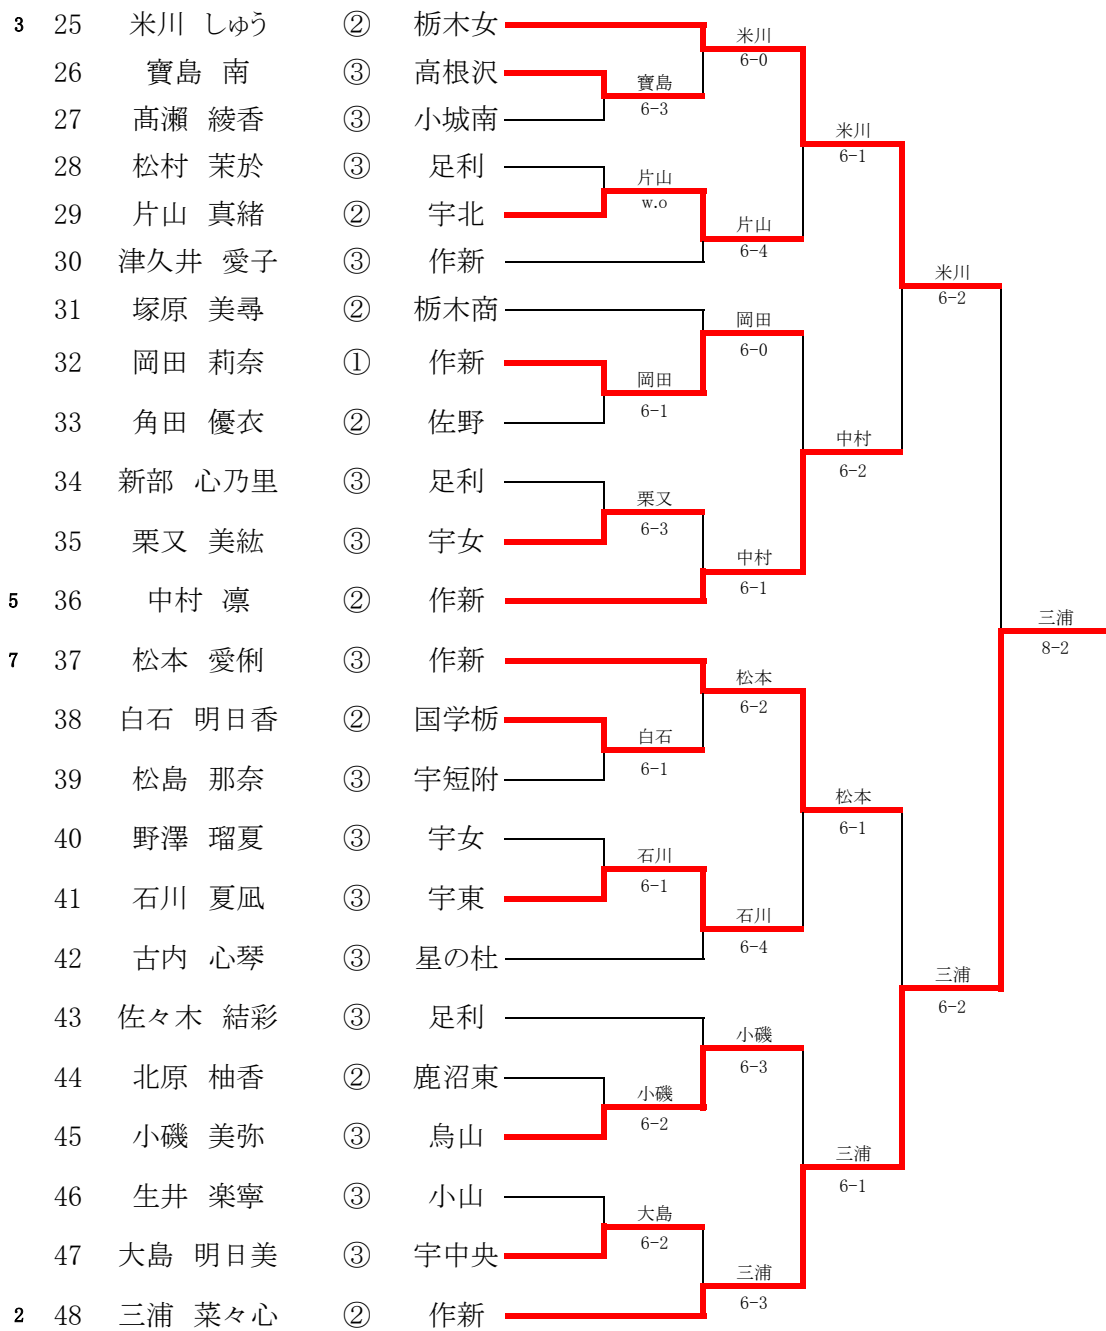 3 25 米川 しゅう ② 栃木女
米川
6-0
26 寶島 南 ③ 高根沢
寶島
6-3
27 髙瀨 綾香 ③ 小城南
米川
6-1
28 松村 茉於 ③ 足利
片山
w.o
29 片山 真緒 ② 宇北
片山
6-4
30 津久井 愛子 ③ 作新
米川
6-2
31 塚原 美尋 ② 栃木商
岡田
6-0
32 岡田 莉奈 ① 作新
岡田
6-1
33 角田 優衣 ② 佐野
中村
6-2
34 新部 心乃里 ③ 足利
栗又
6-3
35 栗又 美紘 ③ 宇女
中村
6-1
5 36 中村 凛 ② 作新
三浦
8-2
7 37 松本 愛俐 ③ 作新
松本
6-2
38 白石 明日香 ② 国学栃
白石
6-1
39 松島 那奈 ③ 宇短附
松本
6-1
40 野澤 瑠夏 ③ 宇女
石川
6-1
41 石川 夏凪 ③ 宇東
石川
6-4
42 古内 心琴 ③ 星の杜
三浦
6-2
43 佐々木 結彩 ③ 足利
小磯
6-3
44 北原 柚香 ② 鹿沼東
小磯
6-2
45 小磯 美弥 ③ 烏山
三浦
6-1
46 生井 楽寧 ③ 小山
大島
6-2
47 大島 明日美 ③ 宇中央
三浦
6-3
2 48 三浦 菜々心 ② 作新